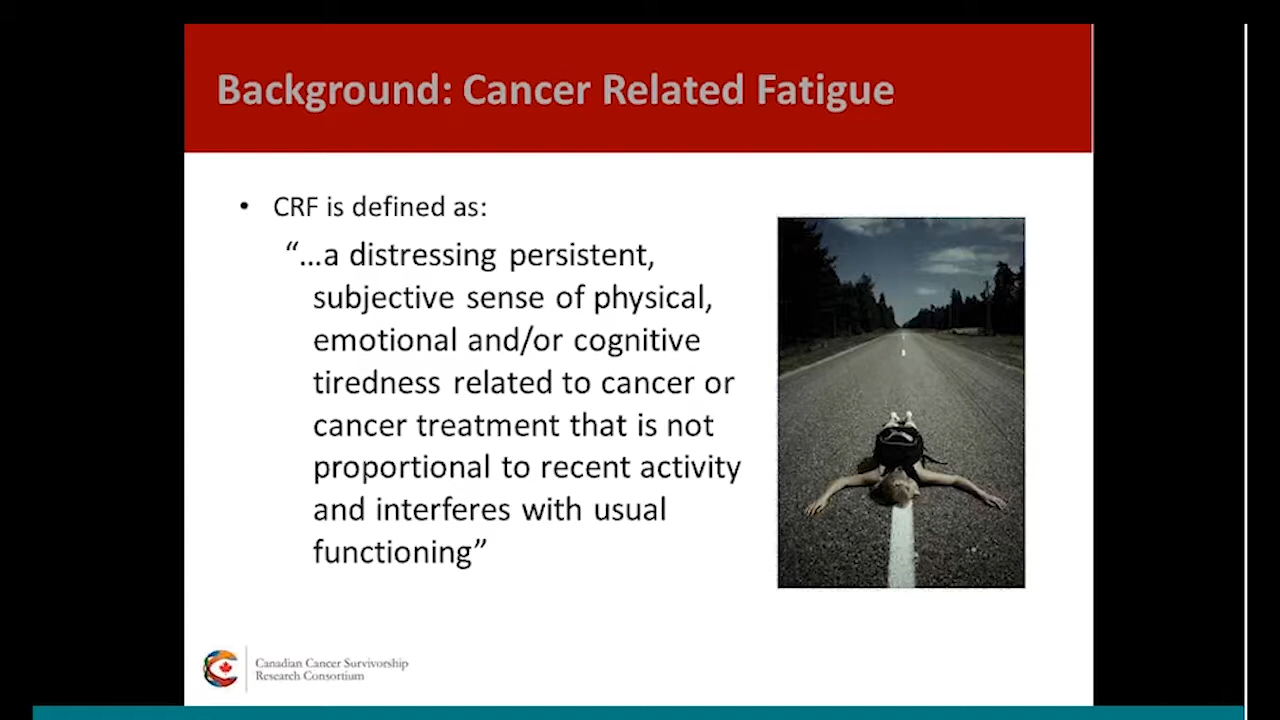 Background: Cancer Related Fatigue
• CRF is defined as:
“...a distressing persistent,
subjective sense of physical,
emotional and/or cognitive
tiredness related to cancer or
cancer treatment that is not
proportional to recent activity
and interferes with usual
functioning”
Canadian Cancer Survivorship
Research Consortium